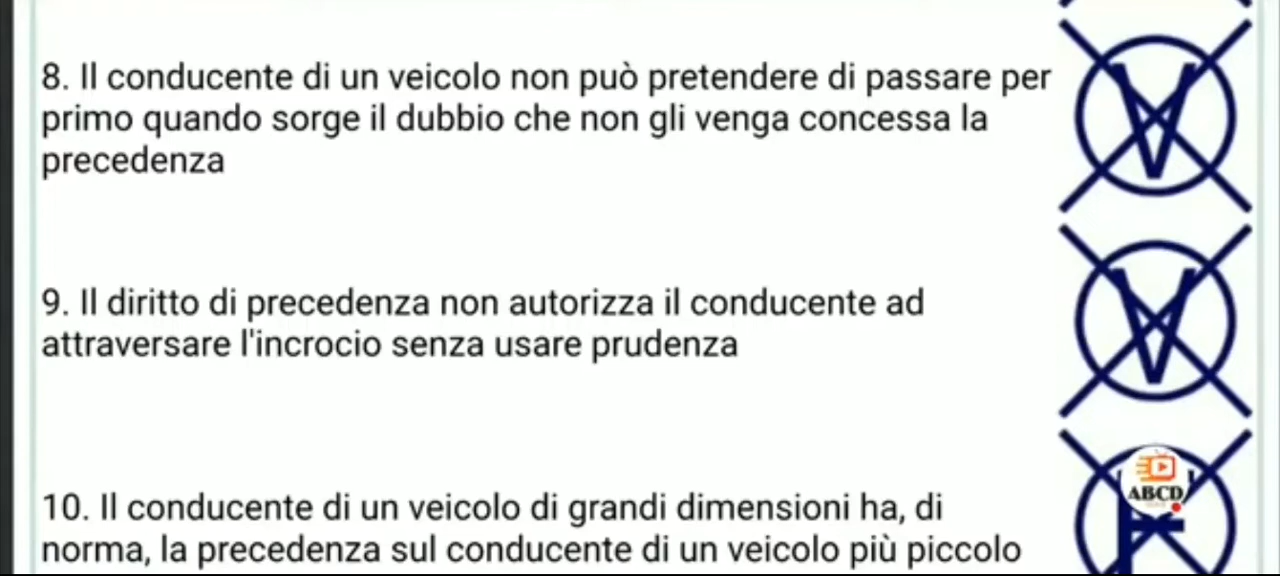 8. Il conducente di un veicolo non può pretendere di passare per
primo quando sorge il dubbio che non gli venga concessa la
precedenza
V
9. Il diritto di precedenza non autorizza il conducente ad
attraversare l'incrocio senza usare prudenza
V
10. Il conducente di un veicolo di grandi dimensioni ha, di
norma, la precedenza sul conducente di un veicolo più piccolo
F
ABCD